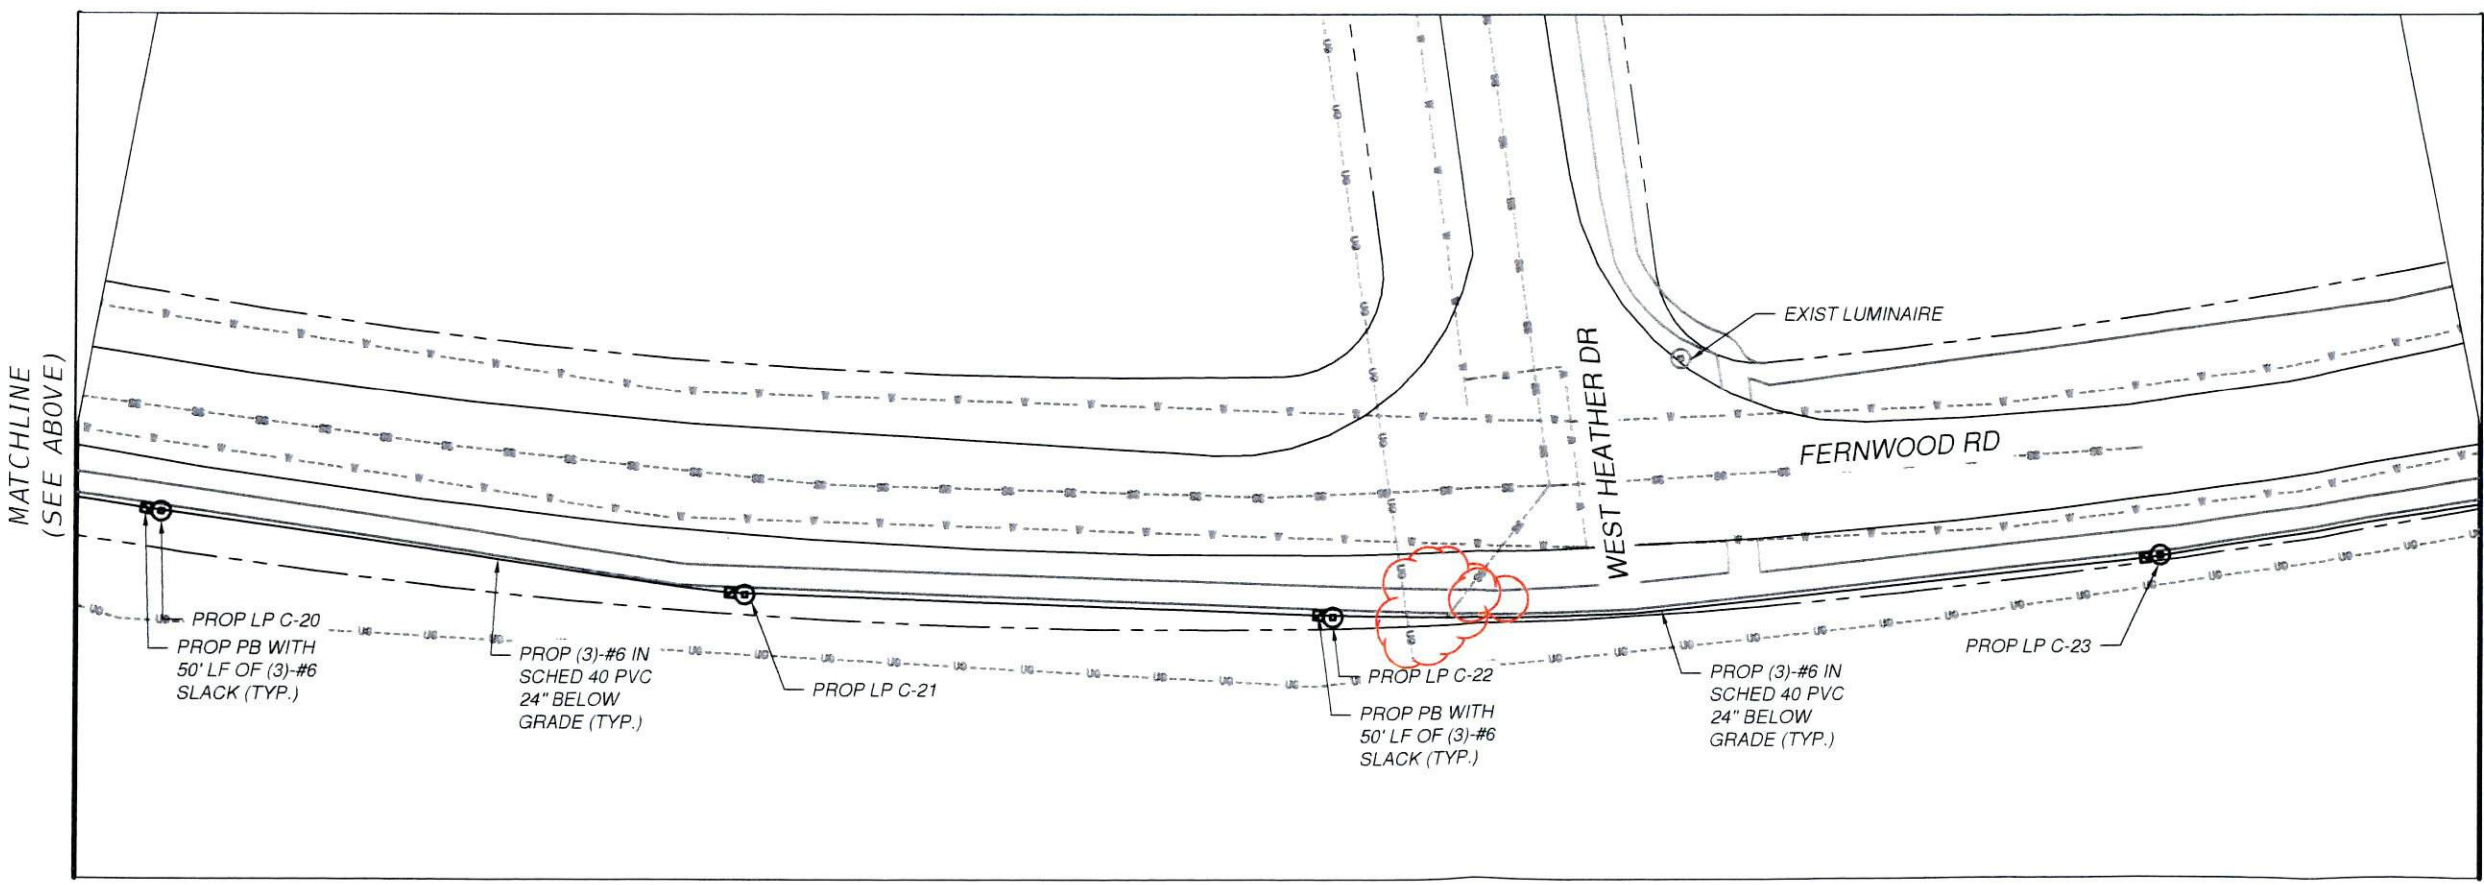 MATCHLINE
(SEE ABOVE)
EXIST LUMINAIRE
WEST HEATHER DR
FERNWOOD RD
PROP LP C-20
PROP PB WITH
50' LF OF (3)-#6
SLACK (TYP.)
PROP (3)-#6 IN
SCHED 40 PVC
24" BELOW
GRADE (TYP.)
PROP LP C-21
PROP LP C-22
PROP PB WITH
50' LF OF (3)-#6
SLACK (TYP.)
PROP (3)-#6 IN
SCHED 40 PVC
24" BELOW
GRADE (TYP.)
PROP LP C-23